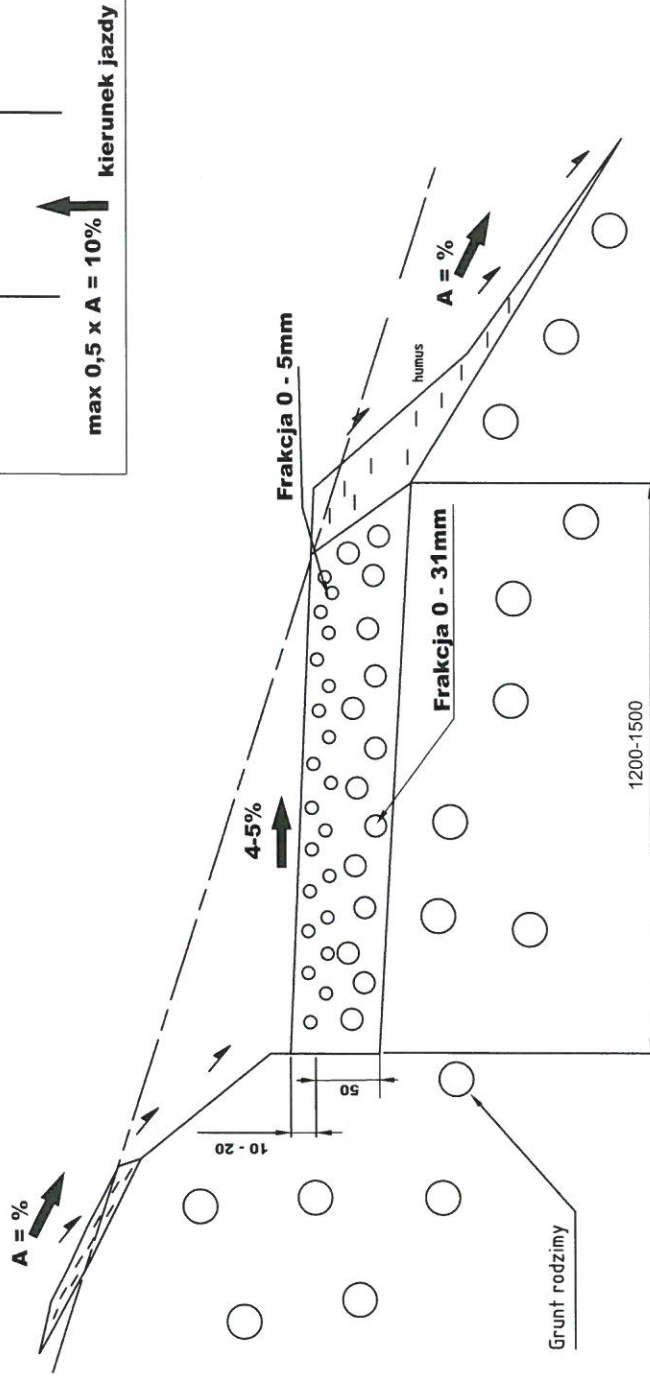 max 0,5 x A = 10%
kierunek jazdy
A = %
4-5%
Frakcja 0 - 5mm
A = %
humus
10 - 20
50
Frakcja 0 - 31mm
Grunt rodzimy
1200-1500